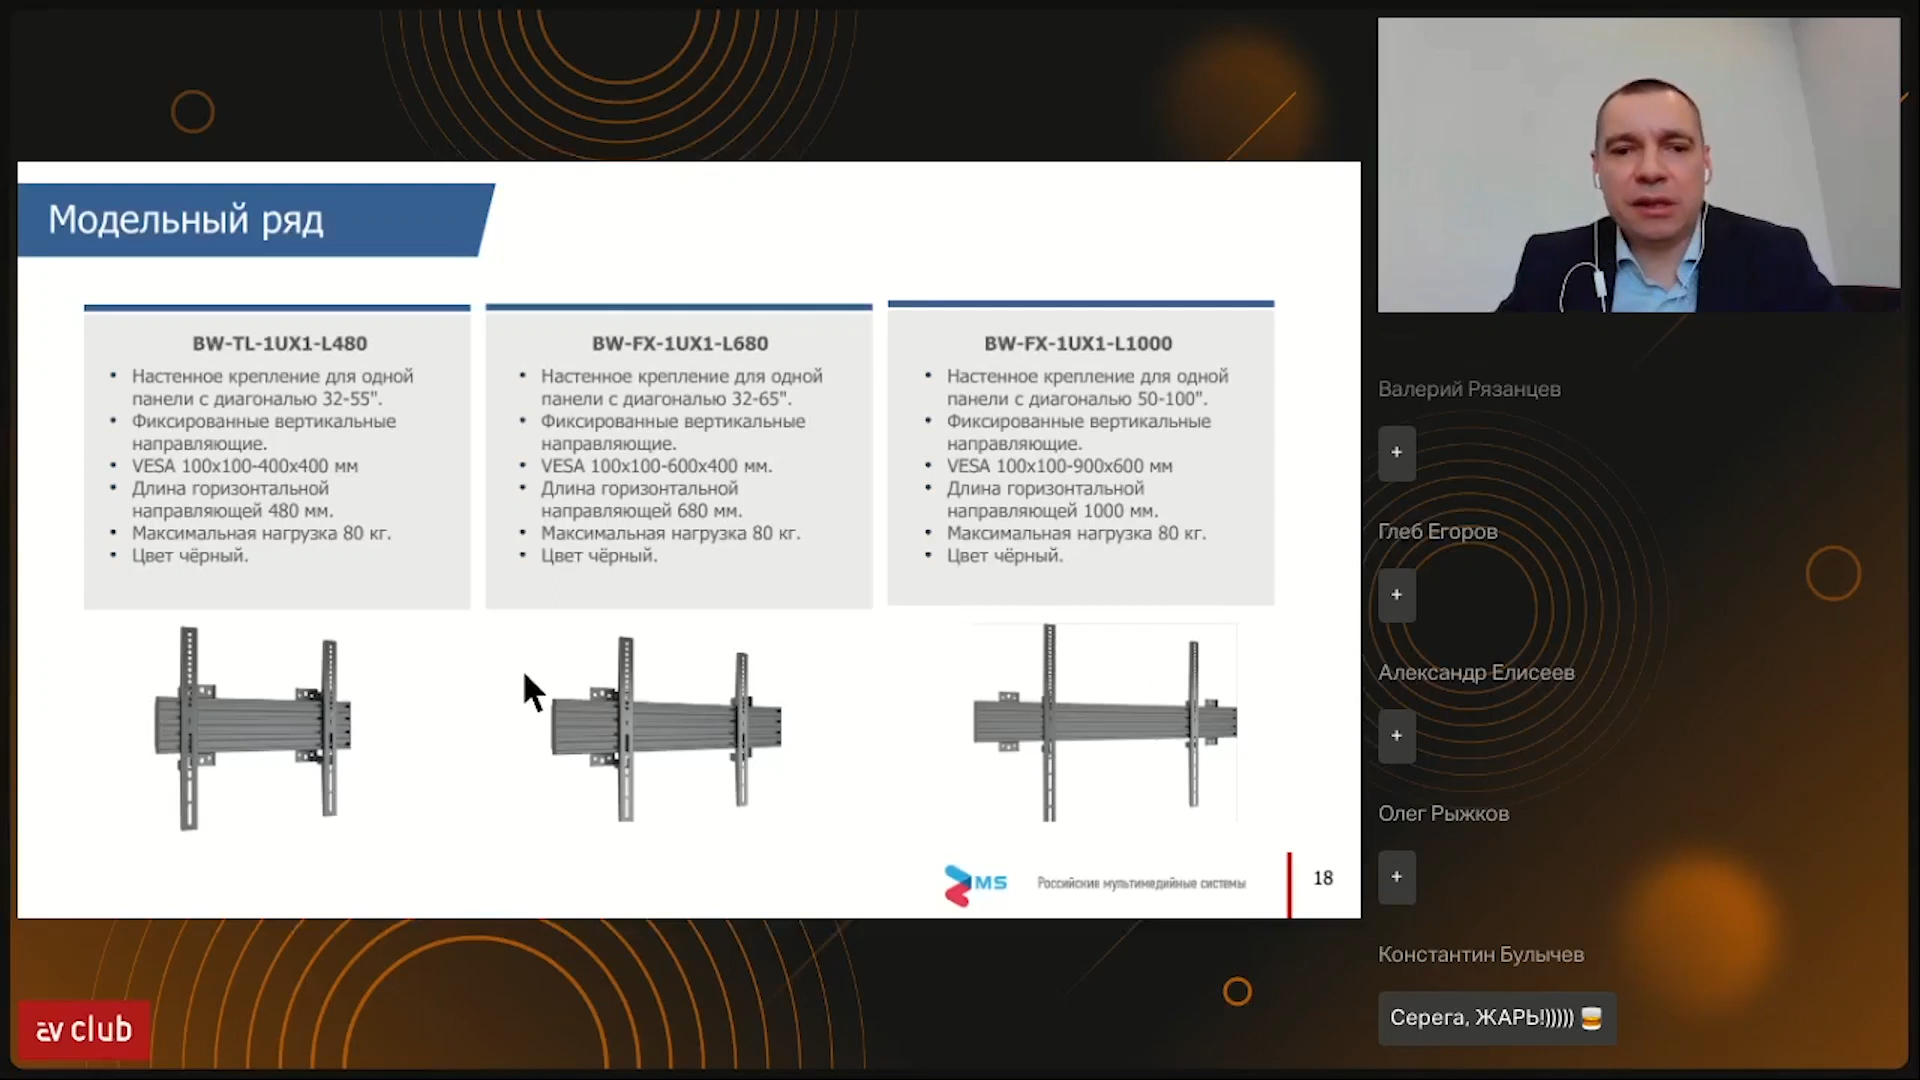 Модельный ряд
BW-TL-1UX1-L480
• Настенное крепление для одной
панели с диагональю 32-55".
• Фиксированные вертикальные
направляющие.
• VESA 100x100-400x400 мм
• Длина горизонтальной
направляющей 480 мм.
• Максимальная нагрузка 80 кг.
• Цвет чёрный.
BW-FX-1UX1-L680
• Настенное крепление для одной
панели с диагональю 32-65".
• Фиксированные вертикальные
направляющие.
• VESA 100x100-600x400 мм.
• Длина горизонтальной
направляющей 680 мм.
• Максимальная нагрузка 80 кг.
• Цвет чёрный.
BW-FX-1UX1-L1000
• Настенное крепление для одной
панели с диагональю 50-100".
• Фиксированные вертикальные
направляющие.
• VESA 100x100-900x600 мм
• Длина горизонтальной
направляющей 1000 мм.
• Максимальная нагрузка 80 кг.
• Цвет чёрный.
MS
Российские мультимедийные системы
18
av club
Валерий Рязанцев
+
Глеб Егоров
+
Александр Елисеев
+
Олег Рыжков
+
Константин Булычев
Серега, ЖАРЬ!))))) 🥃